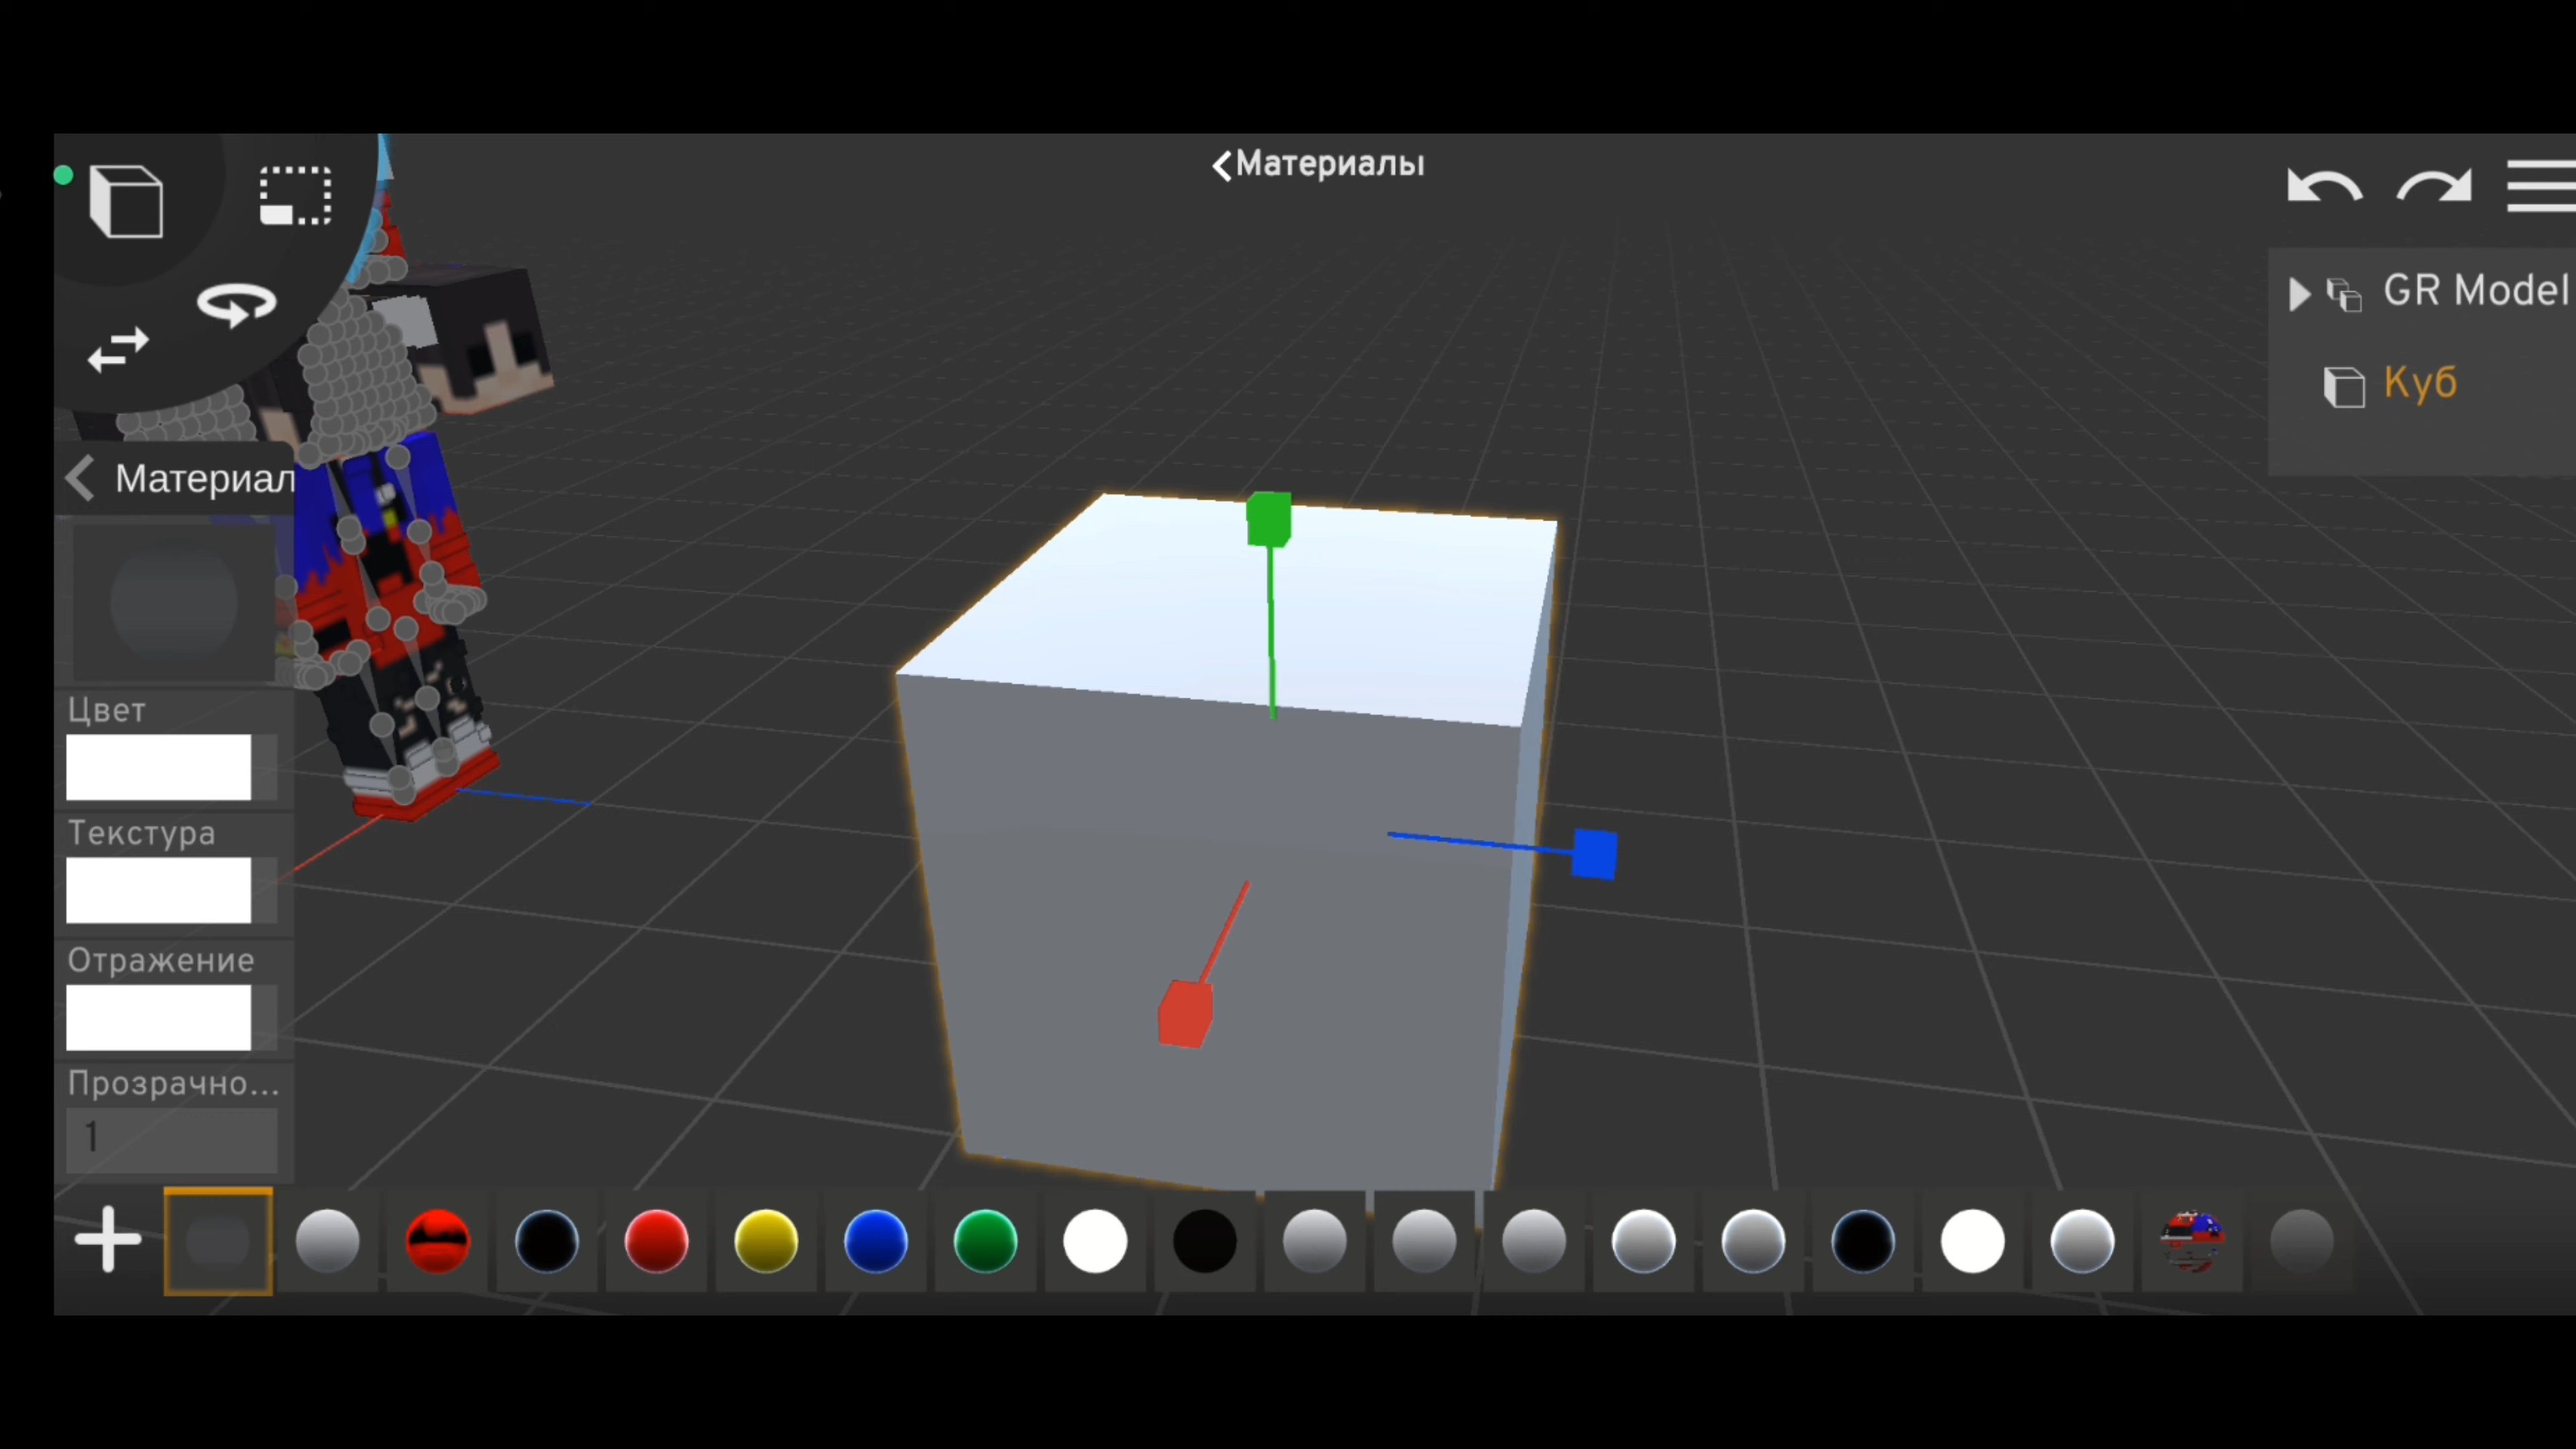 Материалы
GR Model
Куб
Материал
Цвет
Текстура
Отражение
Прозрачно...
1